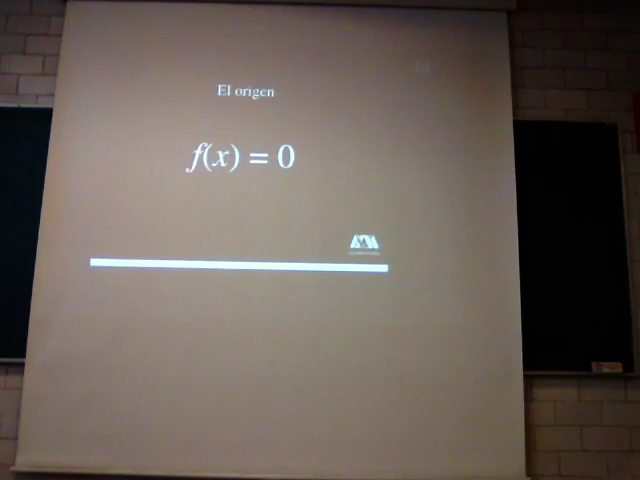 El origen
f(x) = 0